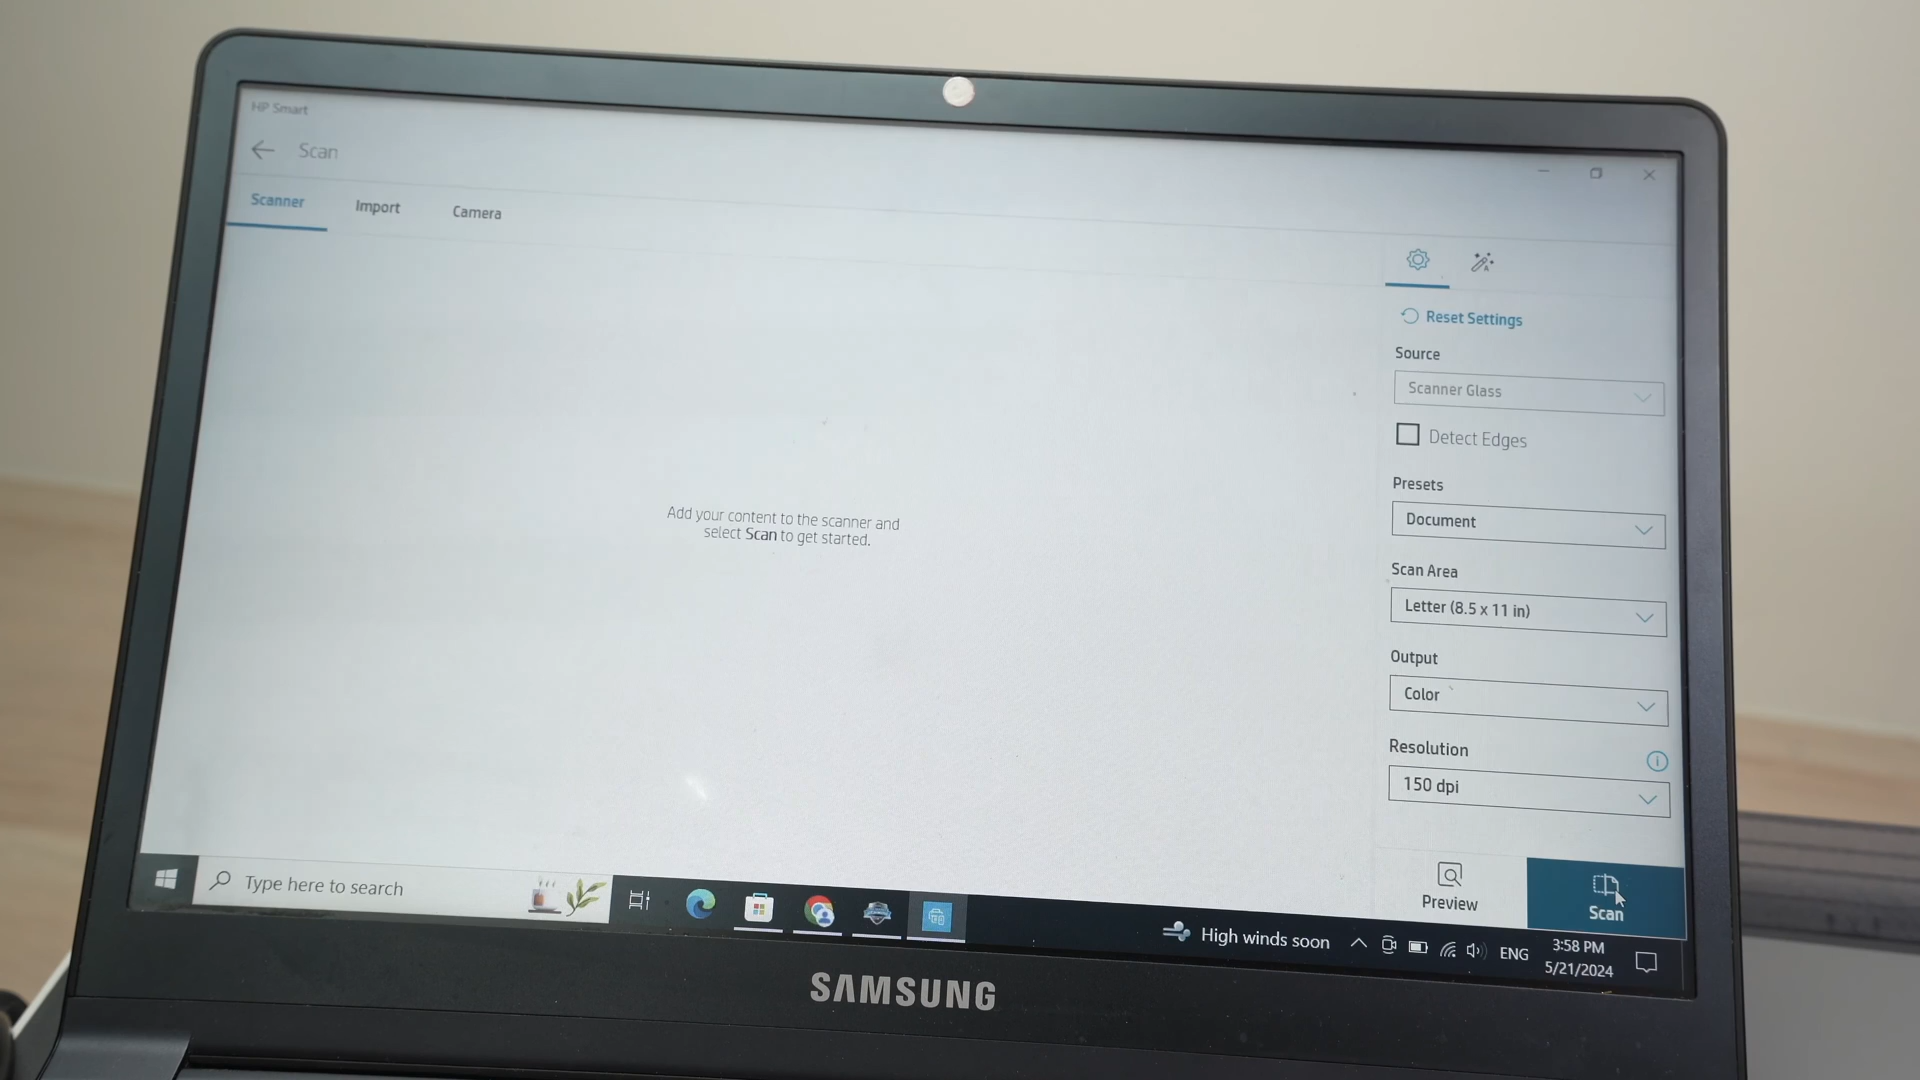 HP Smart
Scan
Scanner
Import
Camera
Reset Settings
Source
Scanner Glass
Detect Edges
Presets
Document
Scan Area
Letter (8.5 x 11 in)
Output
Color
Resolution
150 dpi
Add your content to the scanner and
select Scan to get started.
Preview
Scan
Type here to search
High winds soon
ENG
3:58 PM
5/21/2024
SAMSUNG